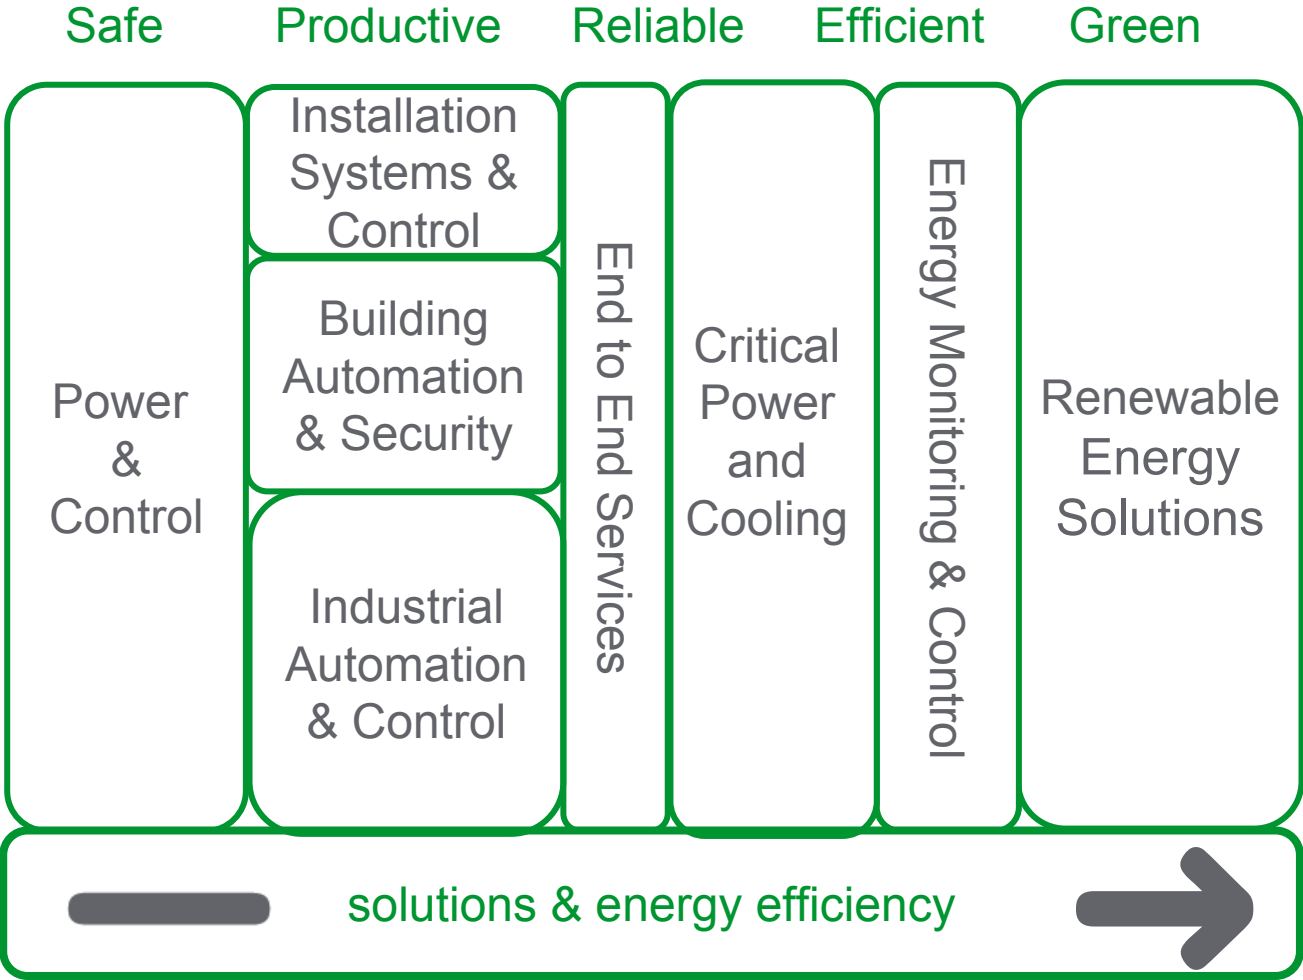 Safe Productive Reliable Efficient Green
Power
&
Control
Installation
Systems &
Control
Building
Automation
& Security
Industrial
Automation
& Control
End to End Services
Critical
Power
and
Cooling
Energy Monitoring & Control
Renewable
Energy
Solutions
solutions & energy efficiency